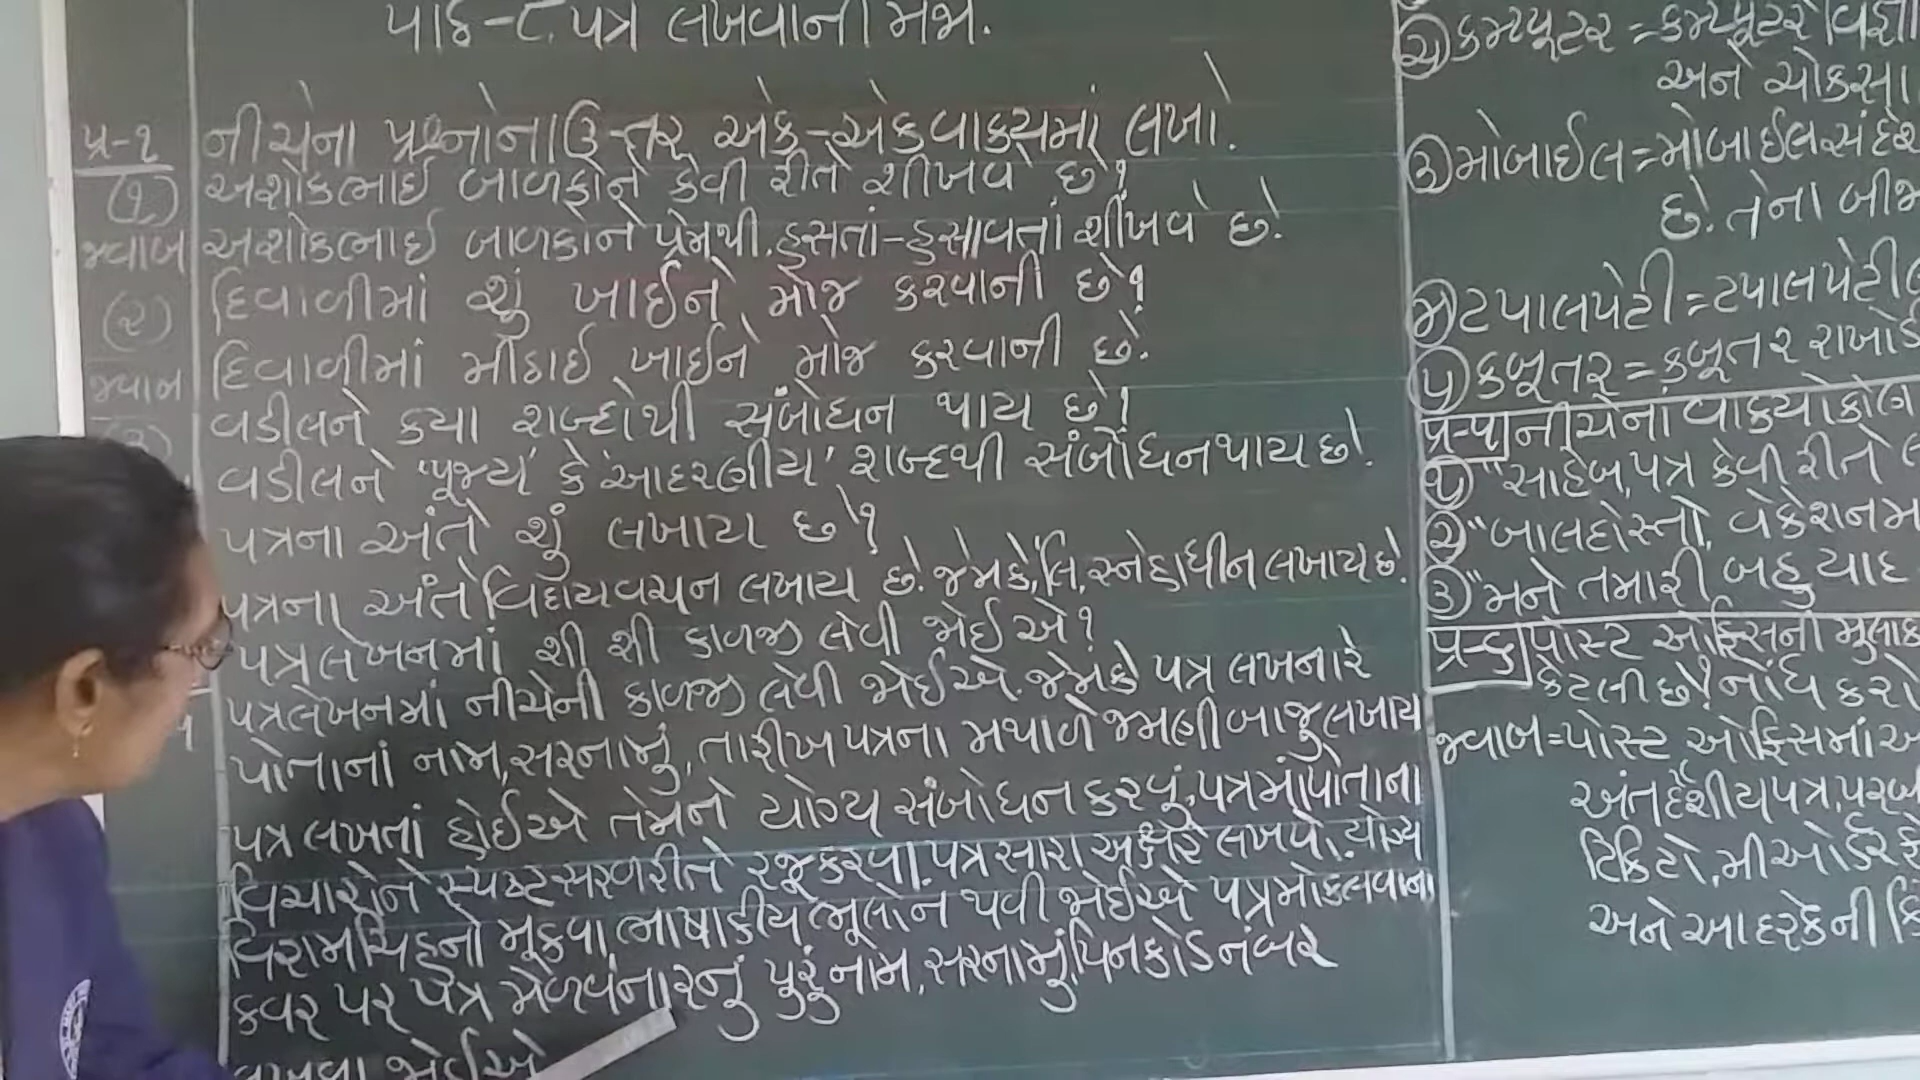 પાઠ-૮. પત્ર લખવાની મજા.
પ્ર-૧ નીચેના પ્રશ્નોના ઉત્તર એક-એક વાક્યમાં લખો.
(૧) અશોકભાઈ બાળકોને કેવી રીતે શીખવે છે?
જવાબ અશોકભાઈ બાળકોને પ્રેમથી. હસતાં-હસાવતાં શીખવે છે.
(૨) દિવાળીમાં શું ખાઈને મોજ કરવાની છે?
જવાબ દિવાળીમાં મીઠાઈ ખાઈને મોજ કરવાની છે.
(૩) વડીલને કયા શબ્દોથી સંબોધન થાય છે?
વડીલને 'પૂજ્ય' કે 'આદરણીય' શબ્દથી સંબોધન થાય છે.
પત્રના અંતે શું લખાય છે?
પત્રના અંતે વિદાયવચન લખાય છે. જેમકે, લિ, સ્નેહાધીન લખાય છે.
પત્રલેખનમાં શી શી કાળજી લેવી જોઈએ?
પત્રલેખનમાં નીચેની કાળજી લેવી જોઈએ. જેમકે પત્ર લખનારે
પોતાનાં નામ, સરનામું, તારીખ પત્રના મથાળે જમણી બાજુ લખાય
પત્ર લખતાં હોઈએ તેમને યોગ્ય સંબોધન કરવું, પત્રમાં પોતાના
વિચારોને સ્પષ્ટ સરળ રીતે રજૂ કરવા. પત્ર સારા અક્ષરે લખવો. યોગ્ય
વિરામચિહ્નો મૂકવા, ભાષાકીય ભૂલો ન થવી જોઈએ પત્ર મોકલવાના
કવર પર પત્ર મેળવનારનું પુરું નામ, સરનામું, પિનકોડ નંબર
લખવા જોઈએ
(૨) કમ્પ્યૂટર = કમ્પ્યૂટર
અને ચોકસા
(૩) મોબાઈલ = મોબાઈલ સંદેશ
છે. તેના બીજ
(૪) ટપાલપેટી = ટપાલપેટી
(૫) કબૂતર = કબૂતર રાખોડ
પ્ર-૫ નીચેના વાક્યો કોણ
(૧) "સાહેબ, પત્ર કેવી રીતે
(૨) "બાલદોસ્તો, વેકેશનમ
(૩) "મને તમારી બહુ યાદ
પ્ર-૬ પોસ્ટ ઓફિસની મુલાક
કેટલી છે? નોંધ કરો
જવાબ = પોસ્ટ ઓફિસમાં
અંતર્દેશીય પત્ર, પરબ
ટિકિટો, મીઓર્ડર ફો
અને આ દરેકની કિ